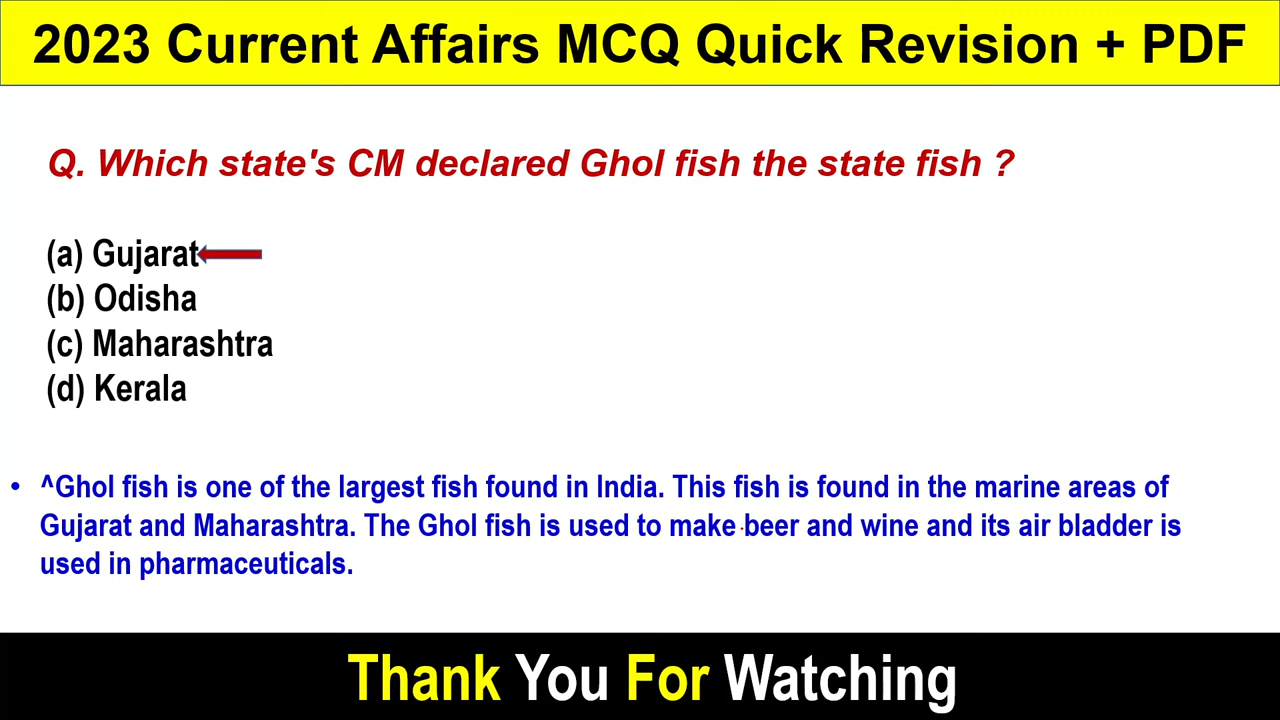 2023 Current Affairs MCQ Quick Revision + PDF
Q. Which state's CM declared Ghol fish the state fish ?
(a) Gujarat
(b) Odisha
(c) Maharashtra
(d) Kerala
• ^Ghol fish is one of the largest fish found in India. This fish is found in the marine areas of
Gujarat and Maharashtra. The Ghol fish is used to make beer and wine and its air bladder is
used in pharmaceuticals.
Thank You For Watching